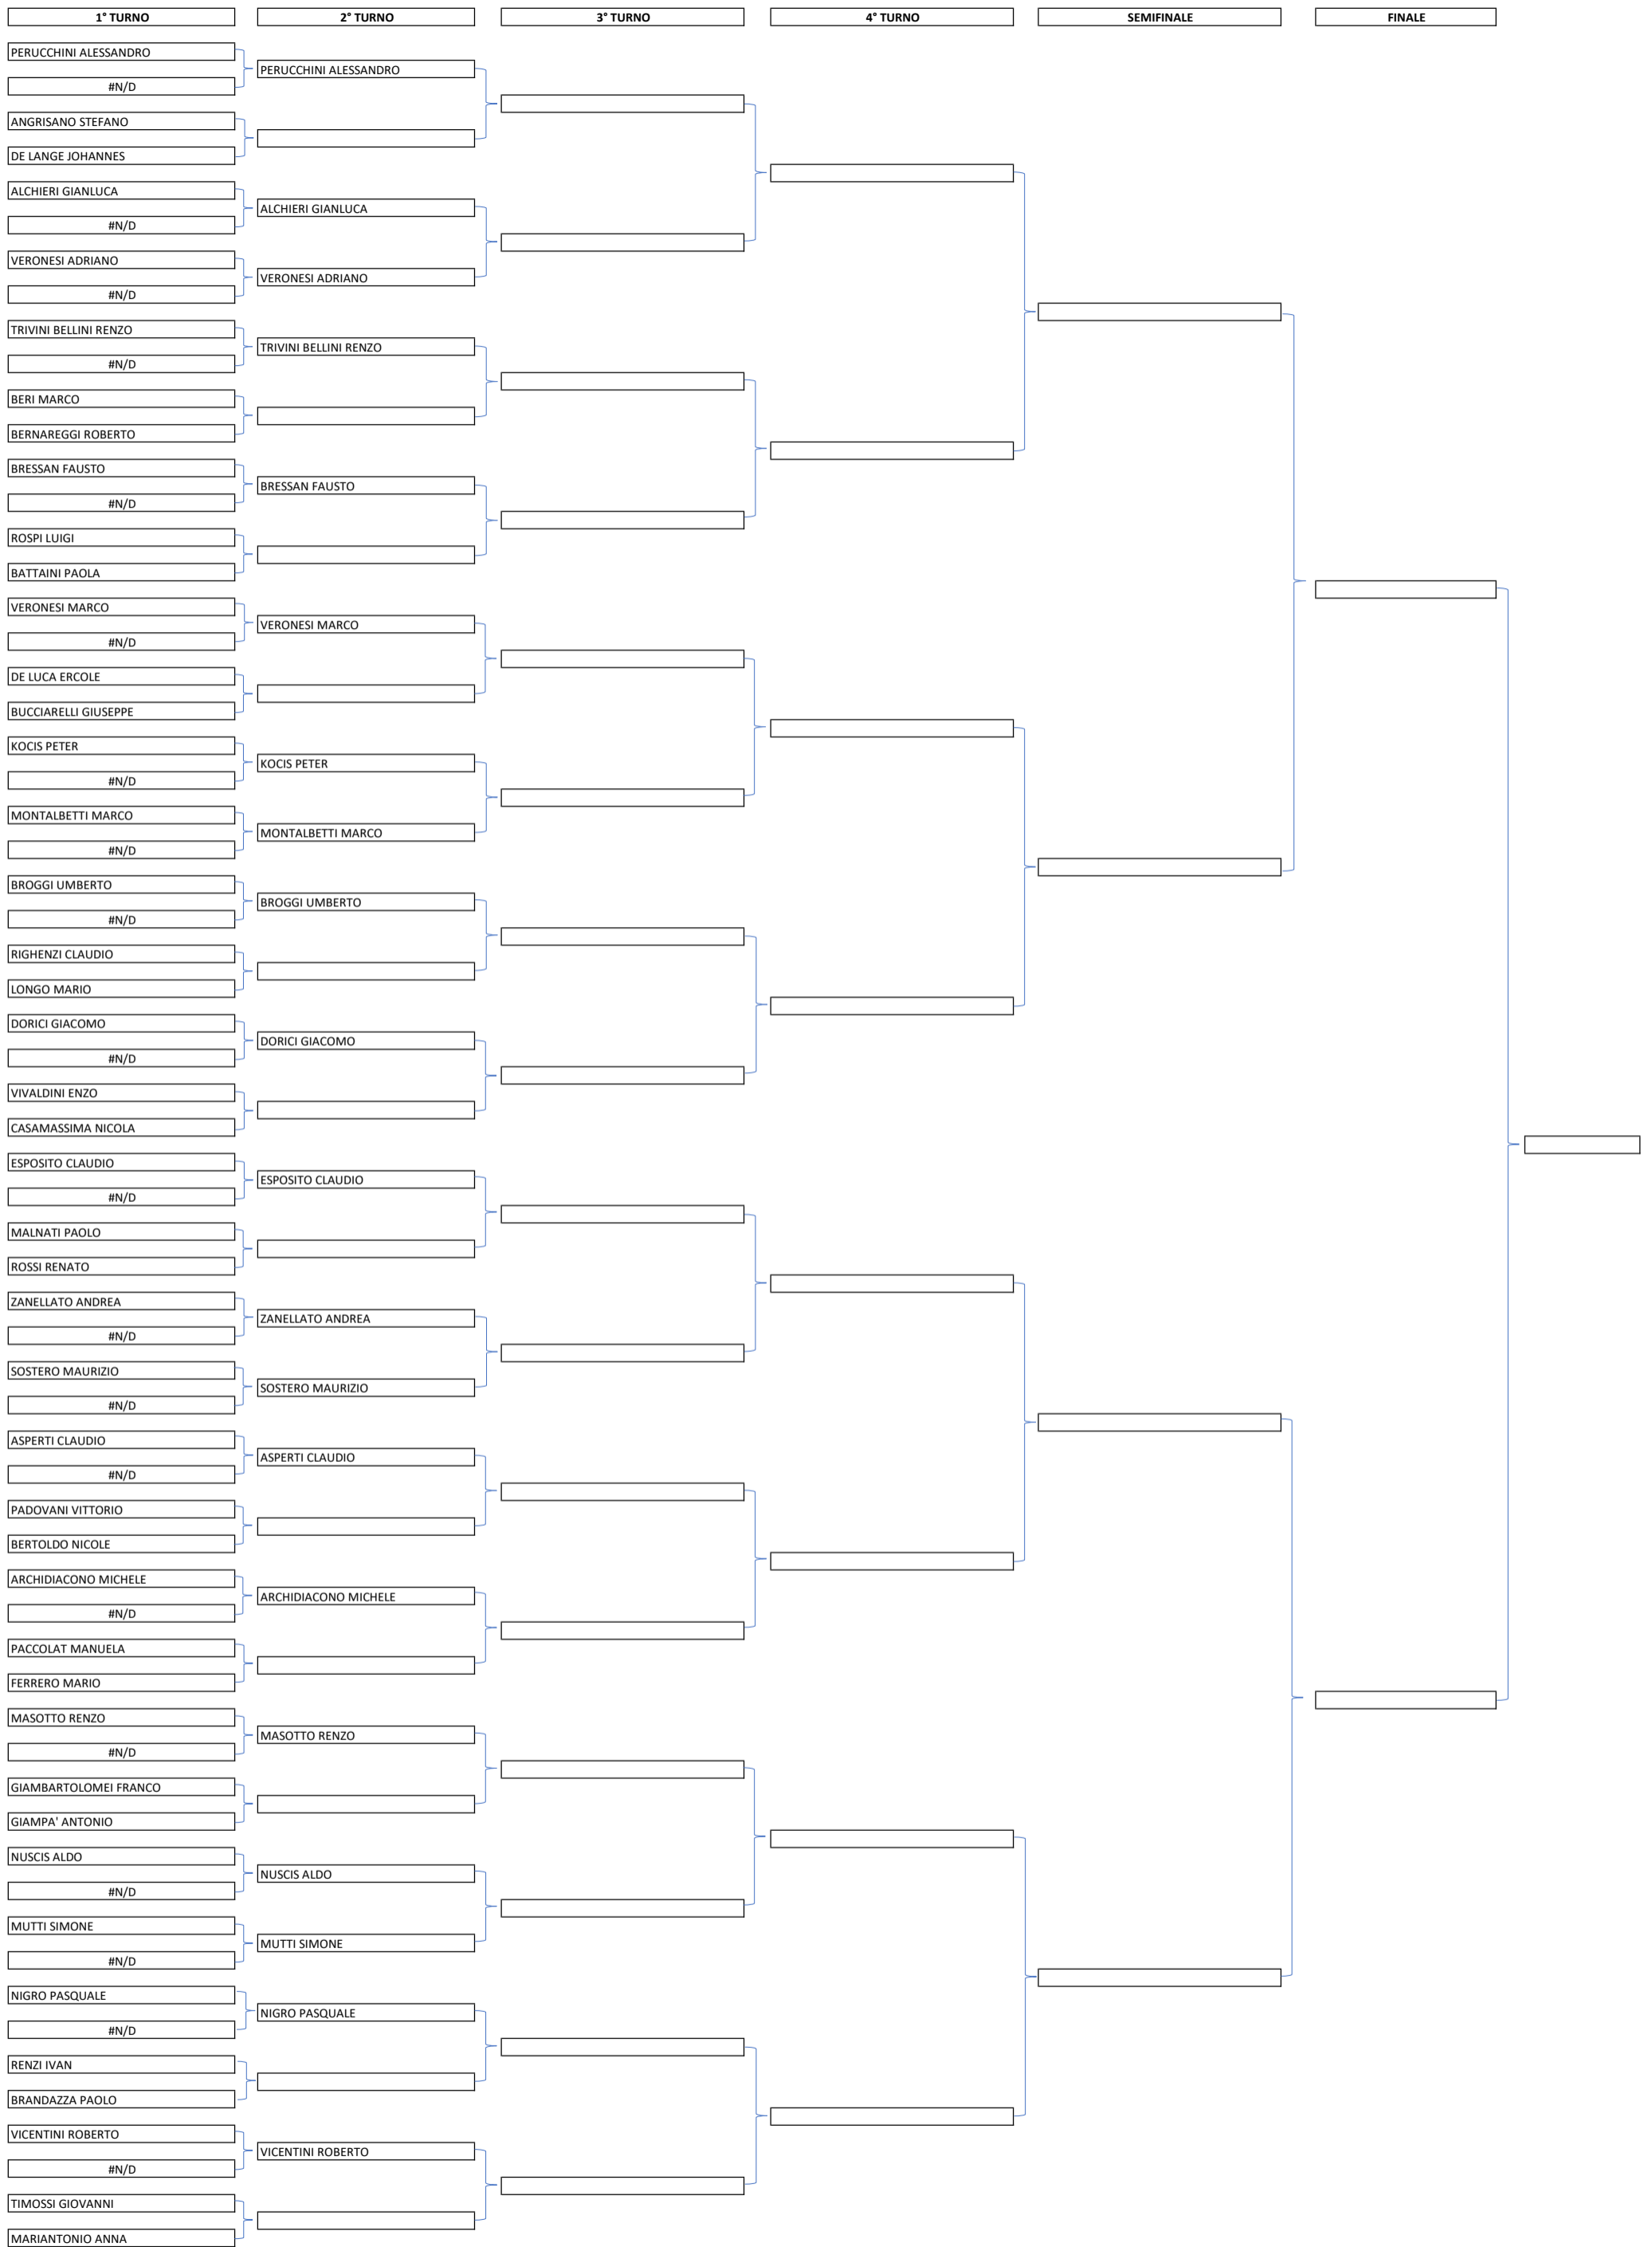 1° TURNO 2° TURNO 3° TURNO 4° TURNO SEMIFINALE FINALE
PERUCCHINI ALESSANDRO
PERUCCHINI ALESSANDRO
#N/D
ANGRISANO STEFANO
DE LANGE JOHANNES
ALCHIERI GIANLUCA
ALCHIERI GIANLUCA
#N/D
VERONESI ADRIANO
VERONESI ADRIANO
#N/D
TRIVINI BELLINI RENZO
TRIVINI BELLINI RENZO
#N/D
BERI MARCO
BERNAREGGI ROBERTO
BRESSAN FAUSTO
BRESSAN FAUSTO
#N/D
ROSPI LUIGI
BATTAINI PAOLA
VERONESI MARCO
VERONESI MARCO
#N/D
DE LUCA ERCOLE
BUCCIARELLI GIUSEPPE
KOCIS PETER
KOCIS PETER
#N/D
MONTALBETTI MARCO
MONTALBETTI MARCO
#N/D
BROGGI UMBERTO
BROGGI UMBERTO
#N/D
RIGHENZI CLAUDIO
LONGO MARIO
DORICI GIACOMO
DORICI GIACOMO
#N/D
VIVALDINI ENZO
CASAMASSIMA NICOLA
ESPOSITO CLAUDIO
ESPOSITO CLAUDIO
#N/D
MALNATI PAOLO
ROSSI RENATO
ZANELLATO ANDREA
ZANELLATO ANDREA
#N/D
SOSTERO MAURIZIO
SOSTERO MAURIZIO
#N/D
ASPERTI CLAUDIO
ASPERTI CLAUDIO
#N/D
PADOVANI VITTORIO
BERTOLDO NICOLE
ARCHIDIACONO MICHELE
ARCHIDIACONO MICHELE
#N/D
PACCOLAT MANUELA
FERRERO MARIO
MASOTTO RENZO
MASOTTO RENZO
#N/D
GIAMBARTOLOMEI FRANCO
GIAMPA' ANTONIO
NUSCIS ALDO
NUSCIS ALDO
#N/D
MUTTI SIMONE
MUTTI SIMONE
#N/D
NIGRO PASQUALE
NIGRO PASQUALE
#N/D
RENZI IVAN
BRANDAZZA PAOLO
VICENTINI ROBERTO
VICENTINI ROBERTO
#N/D
TIMOSSI GIOVANNI
MARIANTONIO ANNA